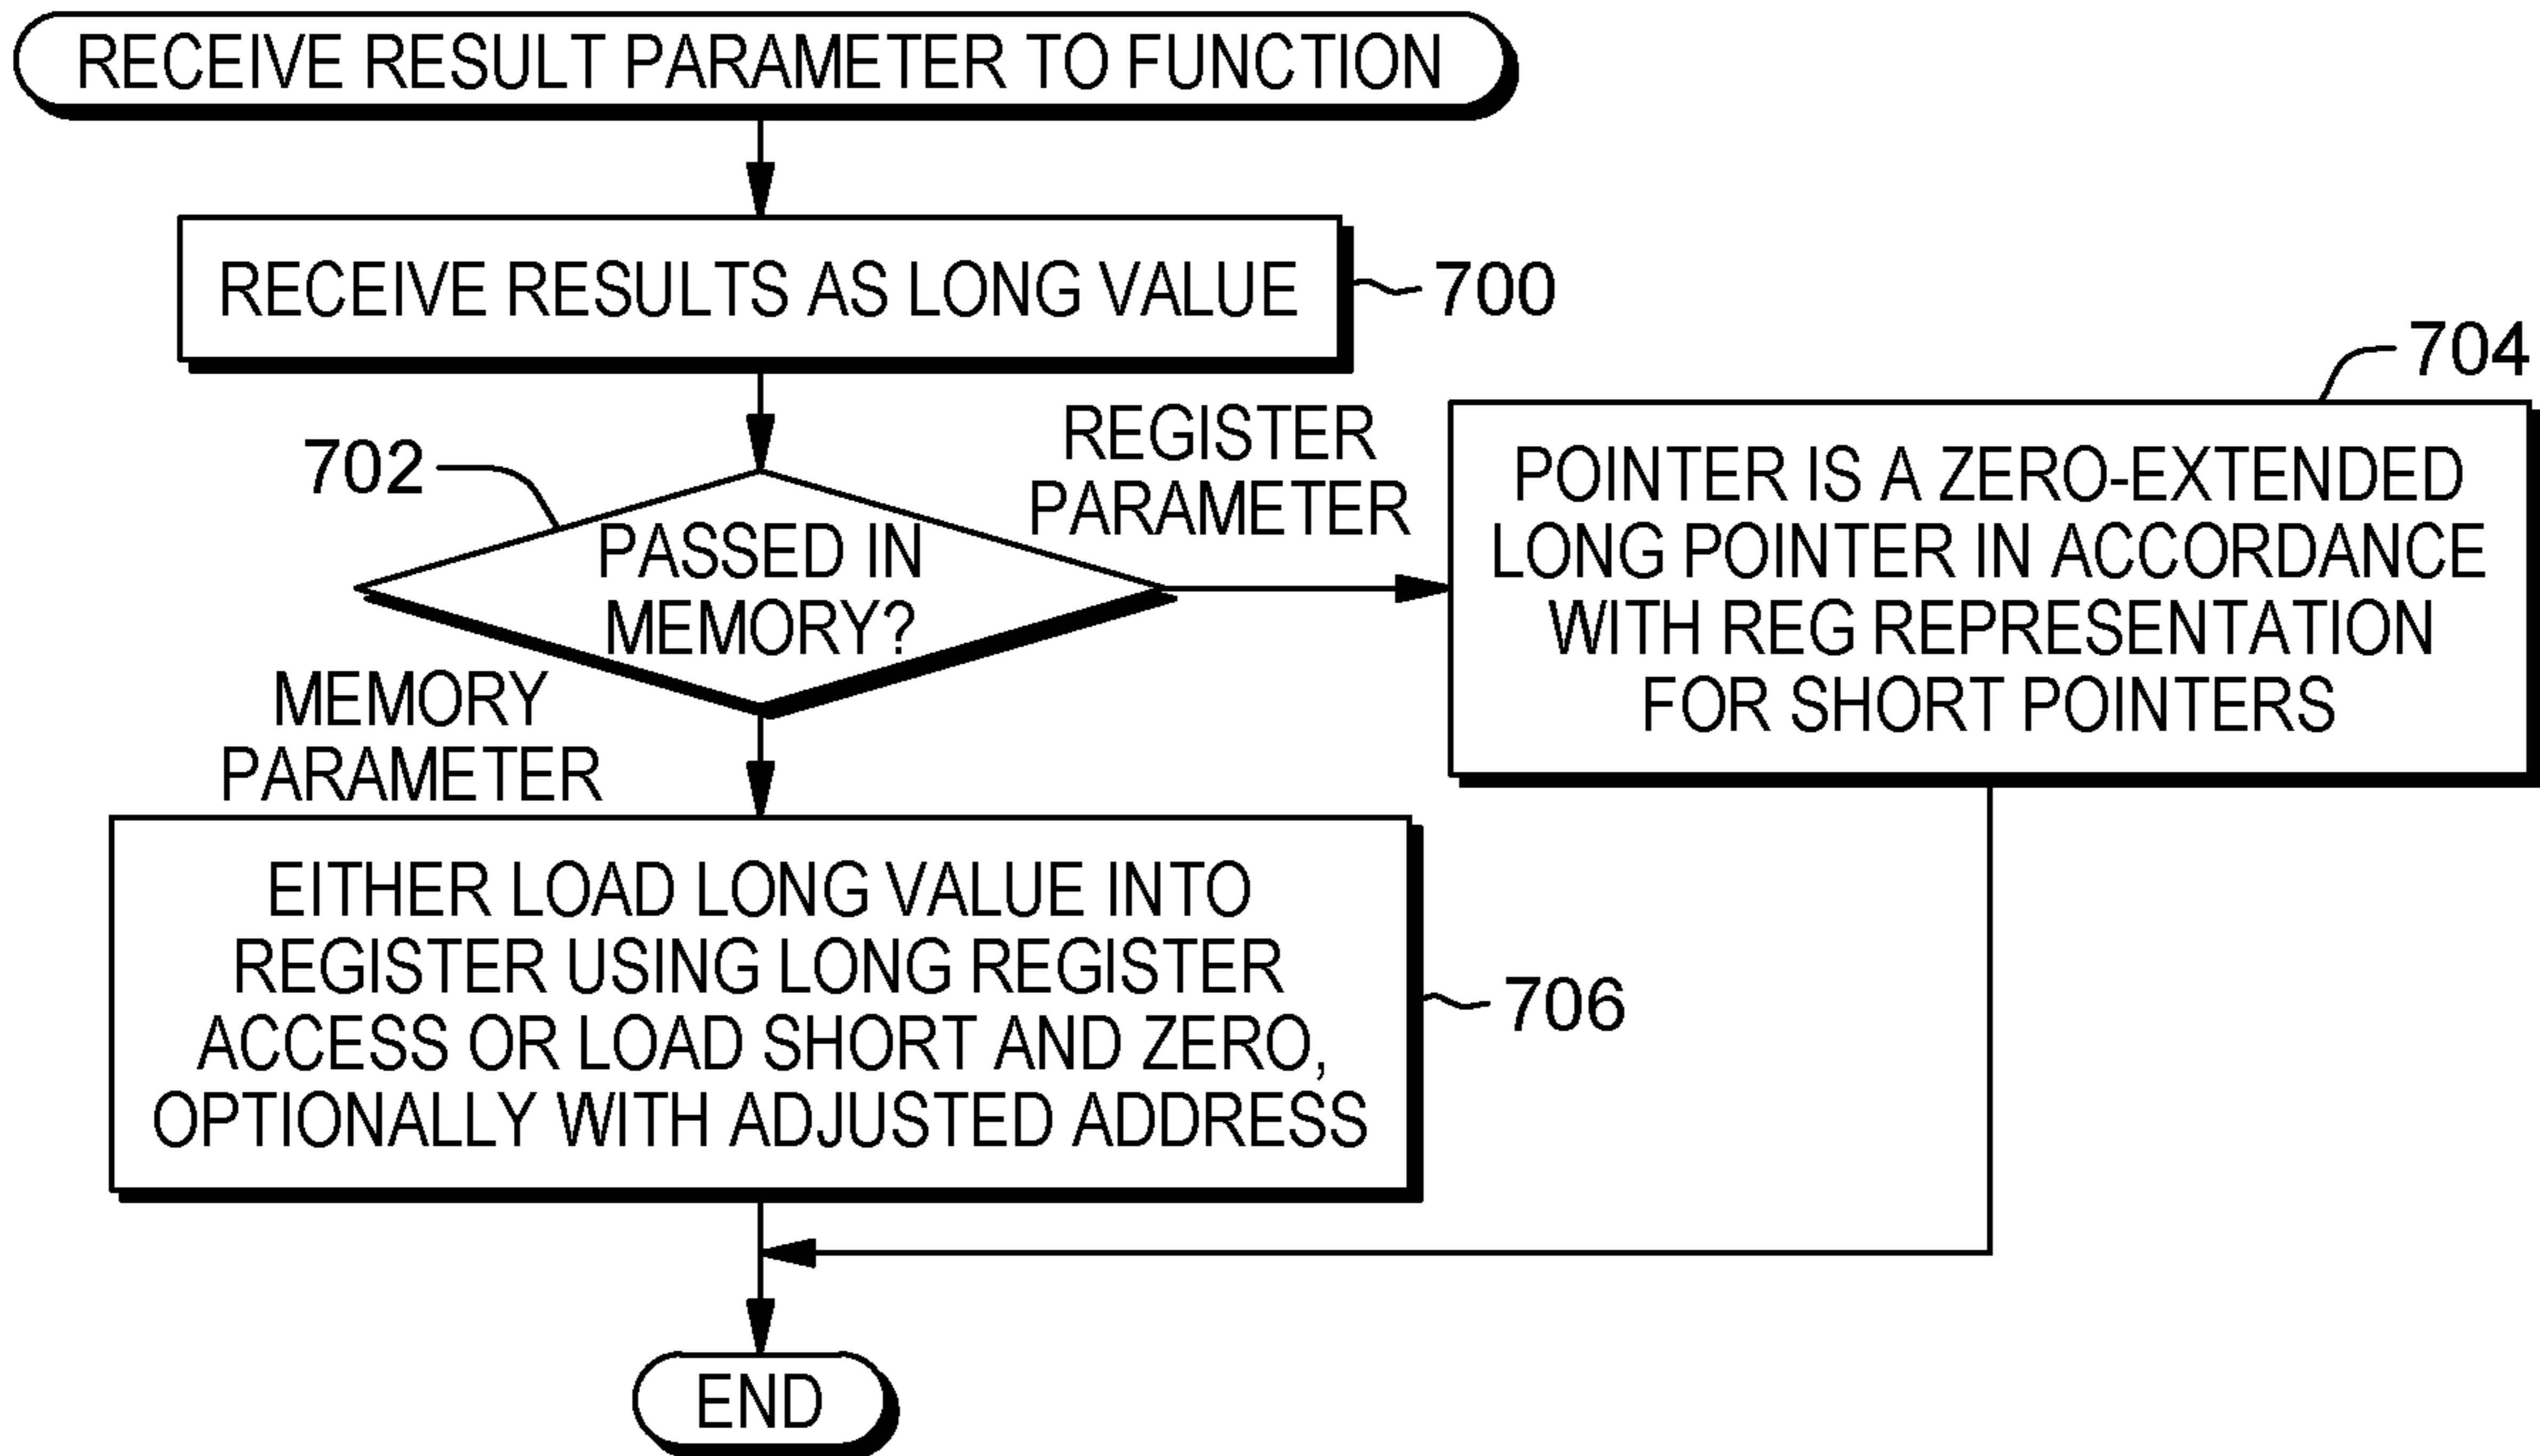 RECEIVE RESULT PARAMETER TO FUNCTION
RECEIVE RESULTS AS LONG VALUE
700
702
PASSED IN
MEMORY?
REGISTER
PARAMETER
704
POINTER IS A ZERO-EXTENDED
LONG POINTER IN ACCORDANCE
WITH REG REPRESENTATION
FOR SHORT POINTERS
MEMORY
PARAMETER
EITHER LOAD LONG VALUE INTO
REGISTER USING LONG REGISTER
ACCESS OR LOAD SHORT AND ZERO,
OPTIONALLY WITH ADJUSTED ADDRESS
706
END